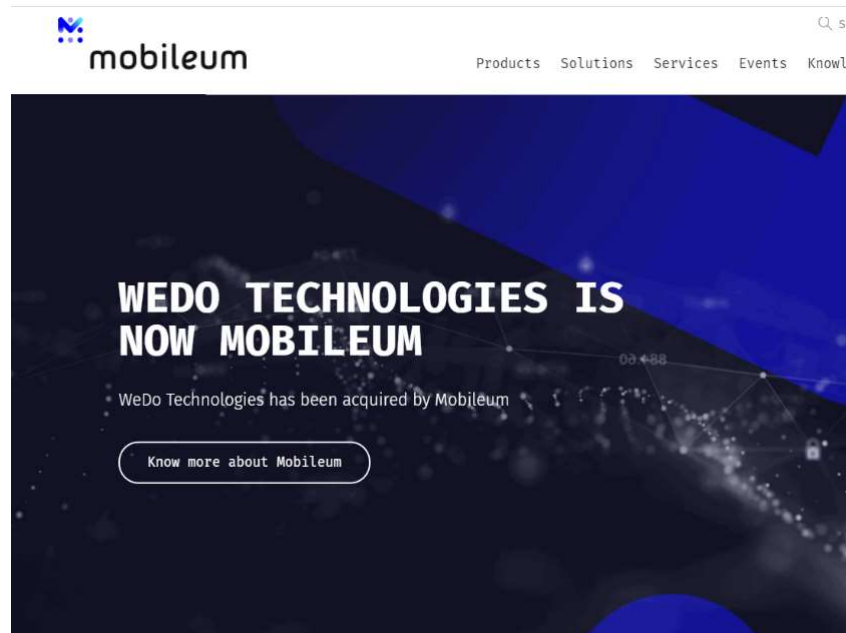 mobileum
Products Solutions Services Events Knowl
WEDO TECHNOLOGIES IS
NOW MOBILEUM
WeDo Technologies has been acquired by Mobileum
Know more about Mobileum